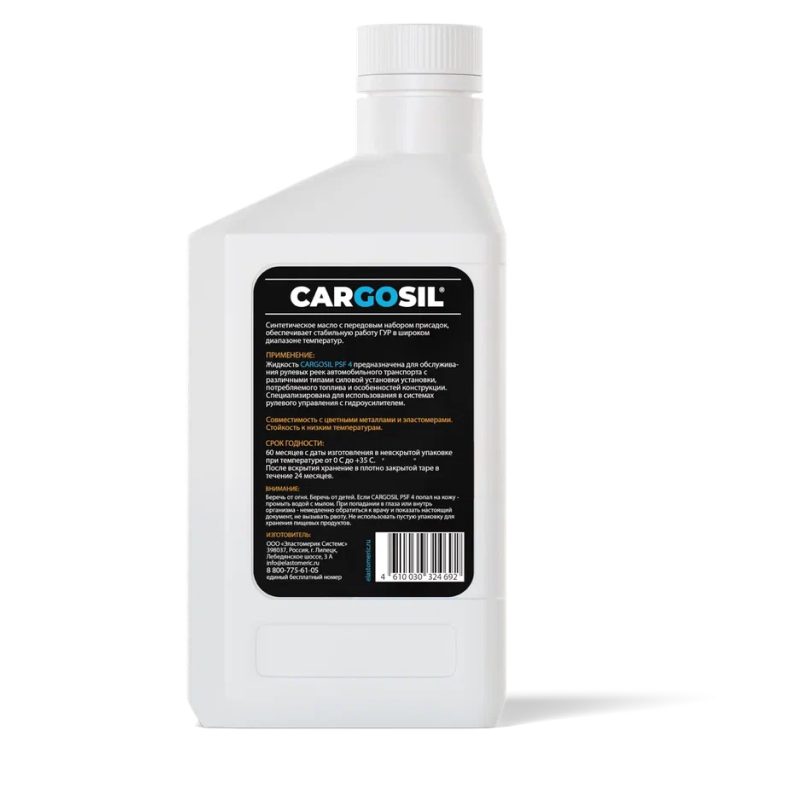 CARGOSIL®
Синтетическое масло с передовым набором присадок,
обеспечивает стабильную работу ГУР в широком
диапазоне температур.
ПРИМЕНЕНИЕ:
Жидкость CARGOSIL PSF 4 предназначена для обслужива-
ния рулевых реек автомобильного транспорта с
различными типами силовой установки установки,
потребляемого топлива и особенностей конструкции.
Специализирована для использования в системах
рулевого управления с гидроусилителем.
Совместимость с цветными металлами и эластомерами.
Стойкость к низким температурам.
СРОК ГОДНОСТИ:
60 месяцев с даты изготовления в невскрытой упаковке
при температуре от 0 С до +35 С.
После вскрытия хранение в плотно закрытой таре в
течение 24 месяцев.
ВНИМАНИЕ:
Беречь от огня. Беречь от детей. Если CARGOSIL PSF 4 попал на кожу -
промыть водой с мылом. При попадании в глаза или внутрь
организма - немедленно обратиться к врачу и показать настоящий
документ, не вызывать рвоту. Не использовать пустую упаковку для
хранения пищевых продуктов.
ИЗГОТОВИТЕЛЬ:
ООО «Эластомерик Системс»
398037, Россия, г. Липецк,
Лебедянское шоссе, 3 А
info@elastomeric.ru
8 800-775-61-05
единый бесплатный номер
elastomeric.ru
4 610030 324692